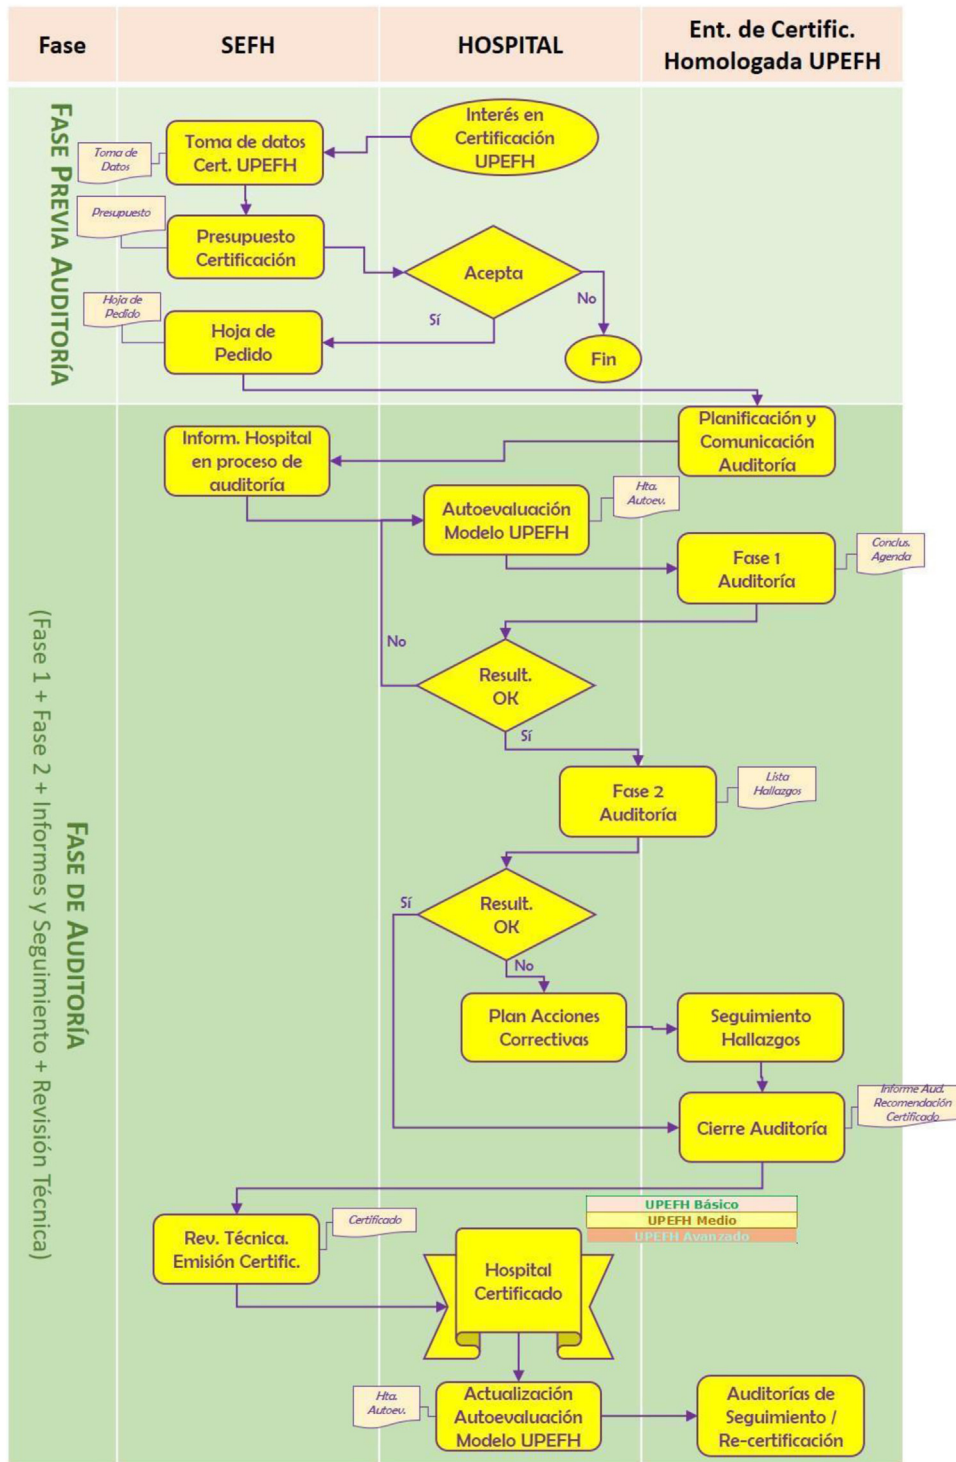 Fase
SEFH
HOSPITAL
Ent. de Certific.
Homologada UPEFH
FASE PREVIA AUDITORÍA
Interés en
Certificación
UPEFH
Toma de datos
Cert. UPEFH
Toma de
Datos
Presupuesto
Presupuesto
Certificación
Acepta
No
Sí
Hoja de
Pedido
Hoja de
Pedido
Fin
FASE DE AUDITORÍA
(Fase 1 + Fase 2 + Informes y Seguimiento + Revisión Técnica)
Planificación y
Comunicación
Auditoría
Inform. Hospital
en proceso de
auditoría
Autoevaluación
Modelo UPEFH
Hta.
Autoev.
Fase 1
Auditoría
Conclus.
Agenda
No
Result.
OK
Sí
Fase 2
Auditoría
Lista
Hallazgos
Sí
Result.
OK
No
Plan Acciones
Correctivas
Seguimiento
Hallazgos
Cierre Auditoría
Informe Aud.
Recomendación
Certificado
UPEFH Básico
UPEFH Medio
UPEFH Avanzado
Rev. Técnica.
Emisión Certific.
Certificado
Hospital
Certificado
Hta.
Autoev.
Actualización
Autoevaluación
Modelo UPEFH
Auditorías de
Seguimiento /
Re-certificación